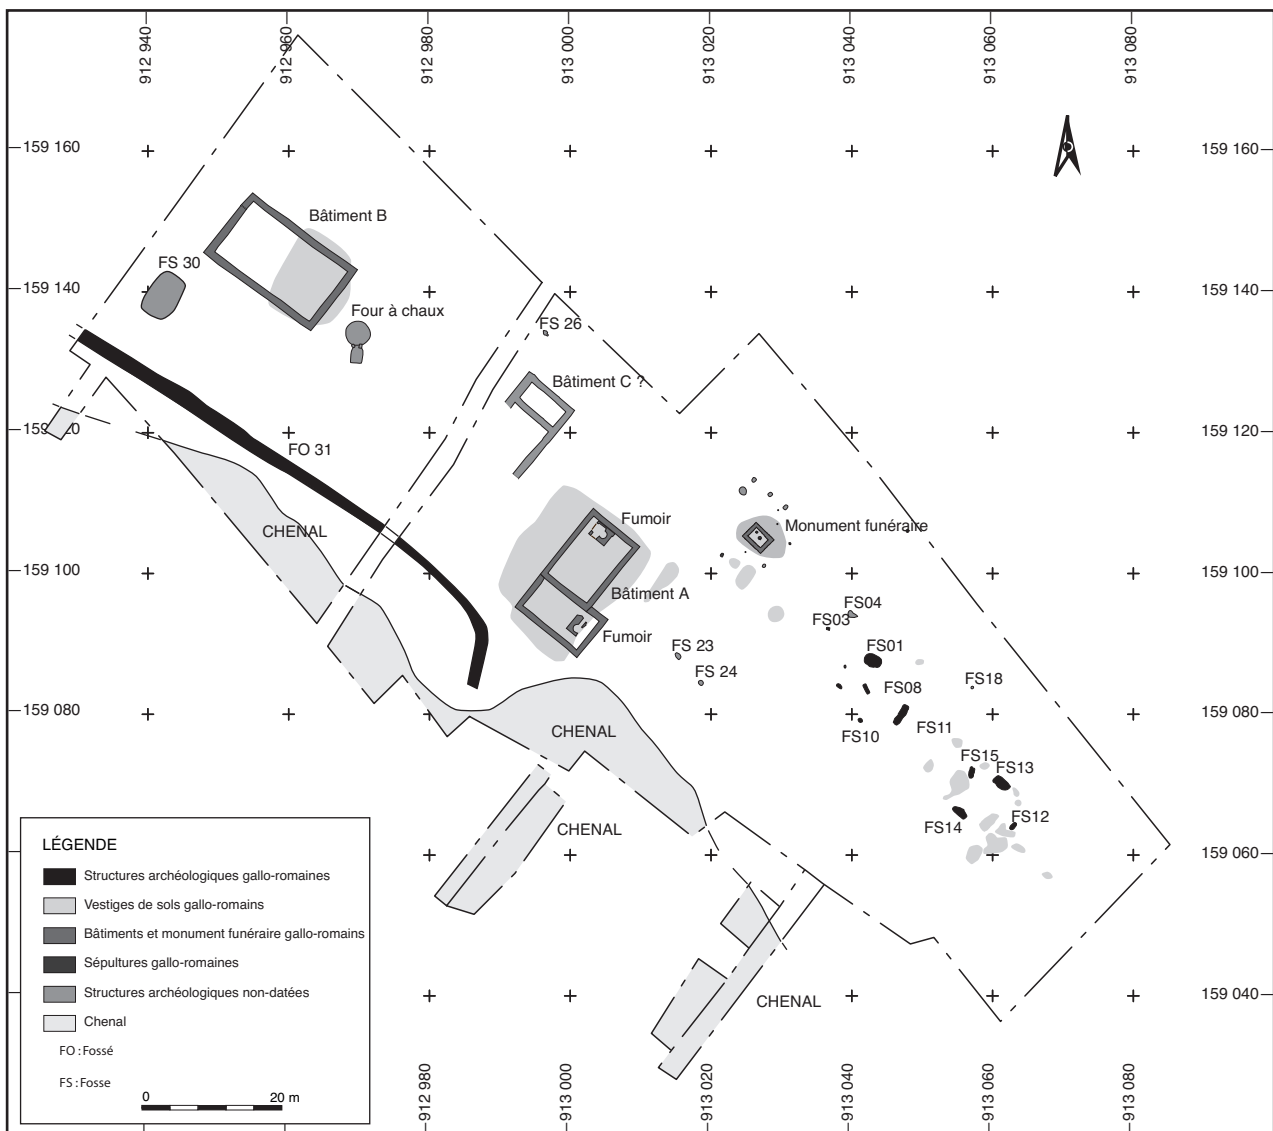 912 940
912 960
912 980
913 000
913 020
913 040
913 060
913 080
159 160
159 160
Bâtiment B
FS 30
159 140
159 140
Four à chaux
FS 26
Bâtiment C ?
159 120
FO 31
CHENAL
Fumoir
Monument funéraire
159 100
159 100
Bâtiment A
FS04
FS03
Fumoir
FS 23
FS01
FS 24
FS18
FS08
159 080
159 080
FS11
FS10
CHENAL
FS15
FS13
FS14
FS12
CHENAL
LÉGENDE
159 060
Structures archéologiques gallo-romaines
Vestiges de sols gallo-romains
Bâtiments et monument funéraire gallo-romains
Sépultures gallo-romaines
Structures archéologiques non-datées
159 040
CHENAL
Chenal
FO : Fossé
FS : Fosse
0 20 m
912 980
913 000
913 020
913 040
913 060
913 080